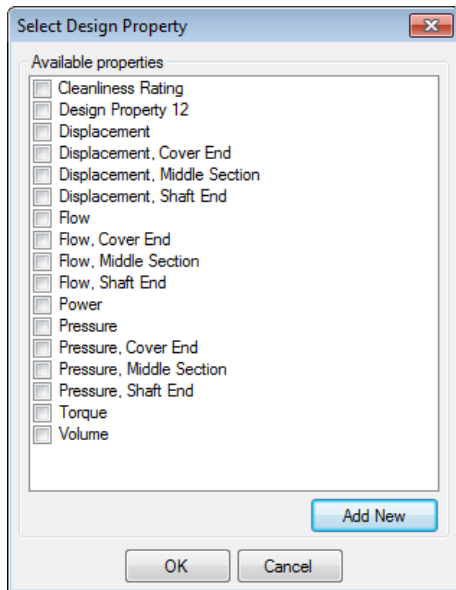 Select Design Property
Available properties
Cleanliness Rating
Design Property 12
Displacement
Displacement, Cover End
Displacement, Middle Section
Displacement, Shaft End
Flow
Flow, Cover End
Flow, Middle Section
Flow, Shaft End
Power
Pressure
Pressure, Cover End
Pressure, Middle Section
Pressure, Shaft End
Torque
Volume
Add New
OK Cancel